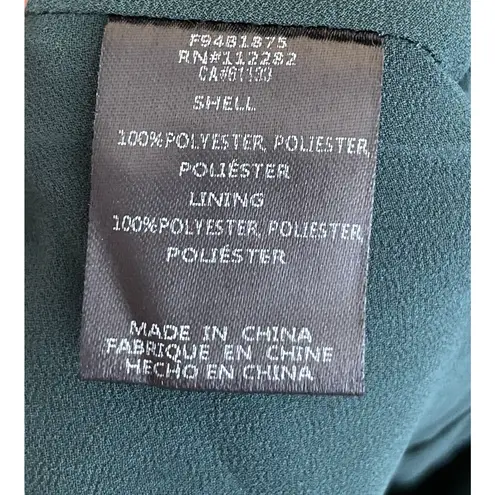 F94B1875
RN#112282
CA#61199
SHELL
100%POLYESTER, POLIESTER,
POLIÉSTER
LINING
100%POLYESTER, POLIESTER,
POLIÉSTER
MADE IN CHINA
FABRIQUE EN CHINE
HECHO EN CHINA